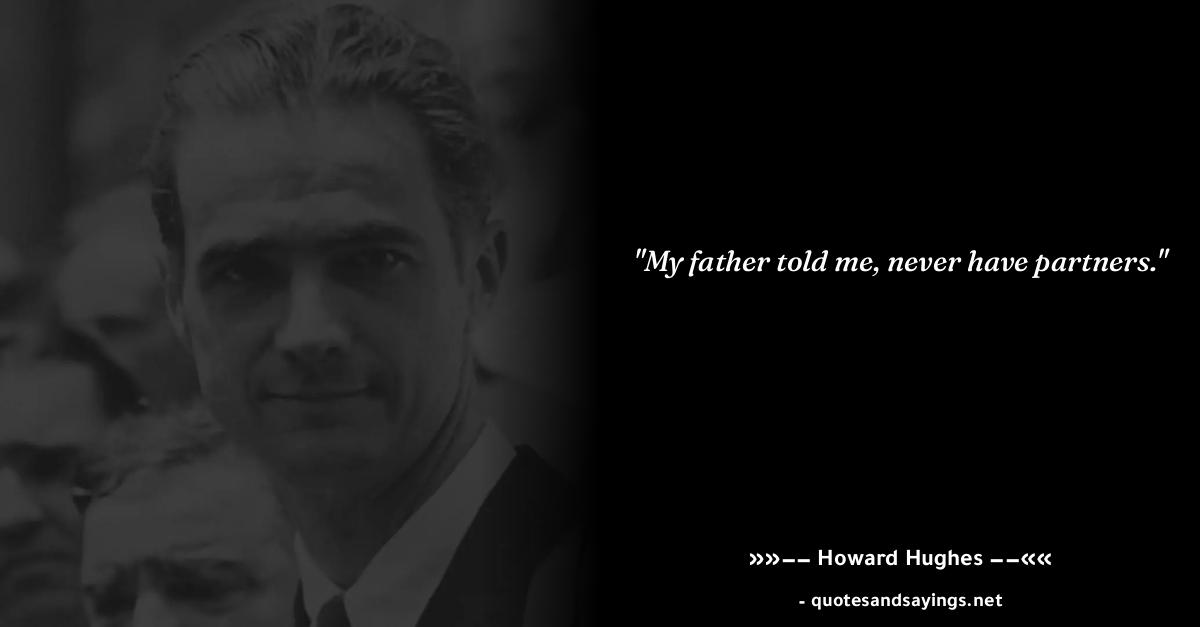 "My father told me, never have partners."
»»–– Howard Hughes ––««
- quotesandsayings.net